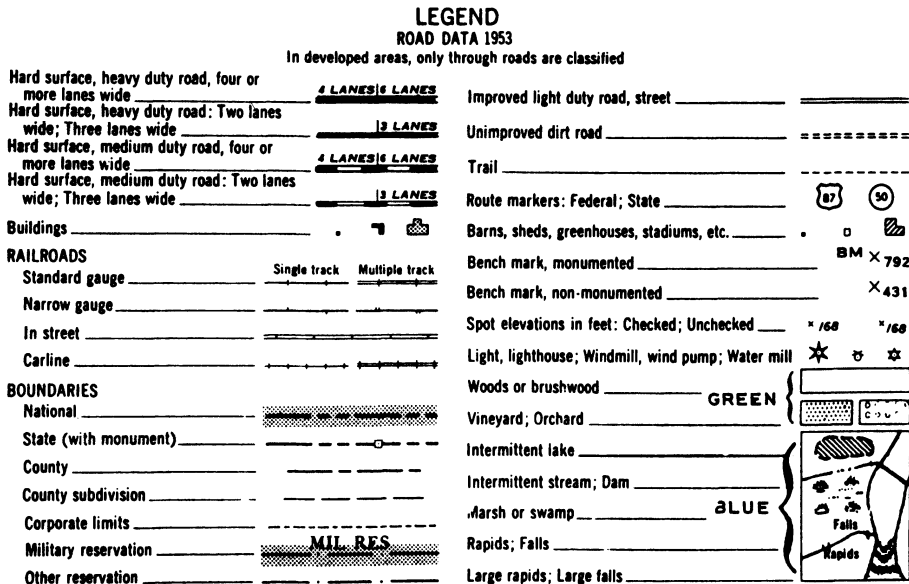 LEGEND
ROAD DATA 1953
In developed areas, only through roads are classified
Hard surface, heavy duty road, four or
more lanes wide 4 LANES 6 LANES
Hard surface, heavy duty road: Two lanes
wide; Three lanes wide 3 LANES
Hard surface, medium duty road, four or
more lanes wide 4 LANES 6 LANES
Hard surface, medium duty road: Two lanes
wide; Three lanes wide 3 LANES
Buildings
RAILROADS
Single track Multiple track
Standard gauge
Narrow gauge
In street
Carline
BOUNDARIES
National
State (with monument)
County
County subdivision
Corporate limits
Military reservation MIL RES
Other reservation
Improved light duty road, street
Unimproved dirt road
Trail
Route markers: Federal; State 87 50
Barns, sheds, greenhouses, stadiums, etc.
Bench mark, monumented BM X 792
Bench mark, non-monumented X 431
Spot elevations in feet: Checked; Unchecked x 168 x 168
Light, lighthouse; Windmill, wind pump; Water mill
Woods or brushwood
GREEN
Vineyard; Orchard
Intermittent lake
Intermittent stream; Dam
BLUE
Marsh or swamp
Falls
Rapids; Falls
Rapids
Large rapids; Large falls